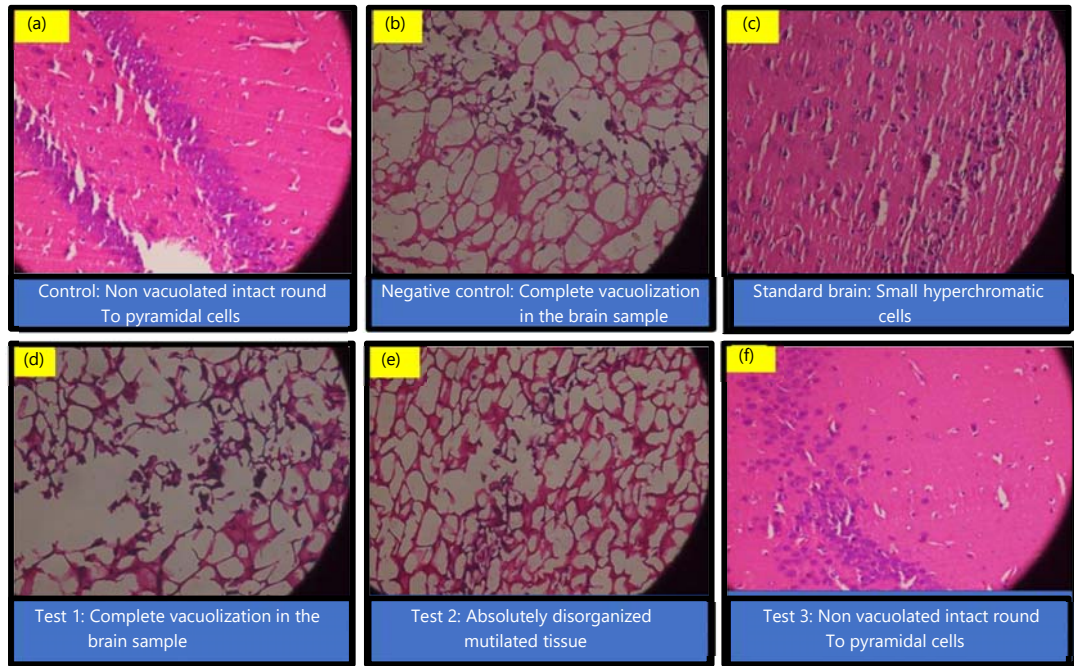 (a)
(b)
(c)
Control: Non vacuolated intact round
To pyramidal cells
Negative control: Complete vacuolization
in the brain sample
Standard brain: Small hyperchromatic
cells
(d)
(e)
(f)
Test 1: Complete vacuolization in the
brain sample
Test 2: Absolutely disorganized
mutilated tissue
Test 3: Non vacuolated intact round
To pyramidal cells